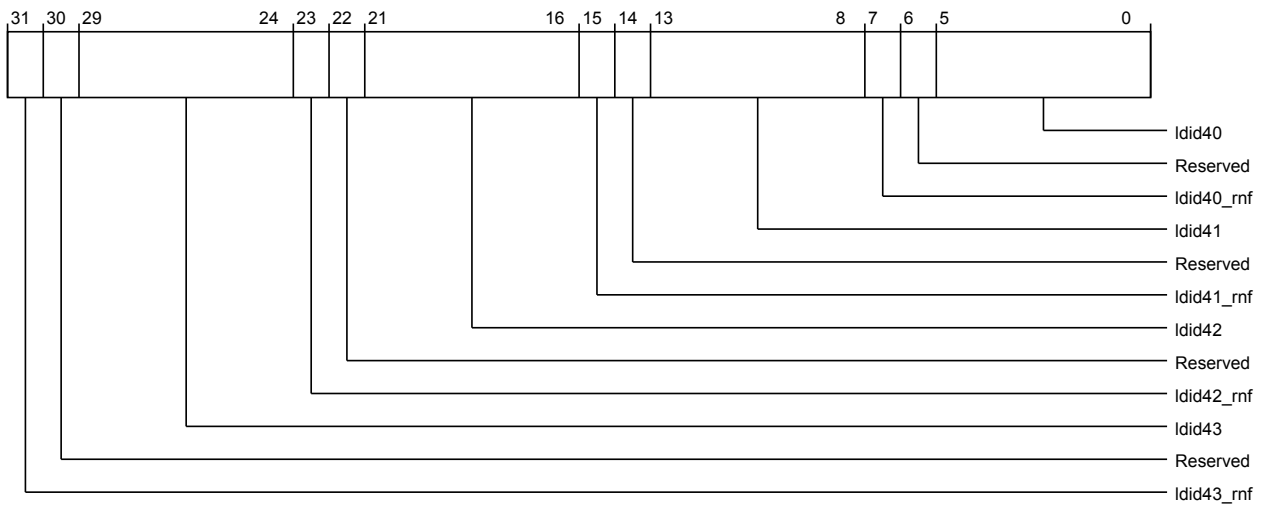 31 30 29 24 23 22 21 16 15 14 13 8 7 6 5 0
ldid40
Reserved
ldid40_rnf
ldid41
Reserved
ldid41_rnf
ldid42
Reserved
ldid42_rnf
ldid43
Reserved
ldid43_rnf